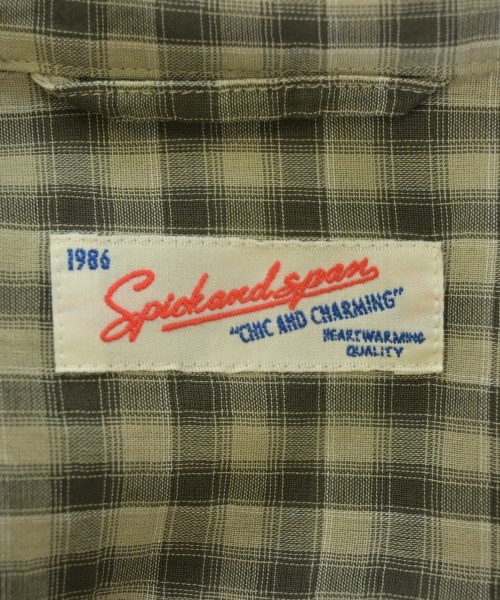 1986
Spickandspan
"CHIC AND CHARMING"
HEARTWARMING
QUALITY